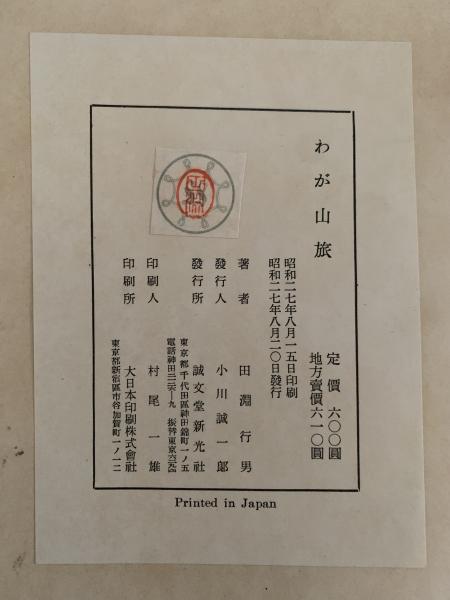 わが山旅
定價 六〇〇圓
地方賣價六一〇圓
昭和二七年八月一五日印刷
昭和二七年八月二〇日發行
著者 田淵行男
發行人 小川誠一郎
發行所 誠文堂新光社
東京都千代田區神田錦町一ノ五
印刷人 村尾一雄
印刷所 大日本印刷株式會社
東京都新宿區市谷加賀町一ノ一二
Printed in Japan